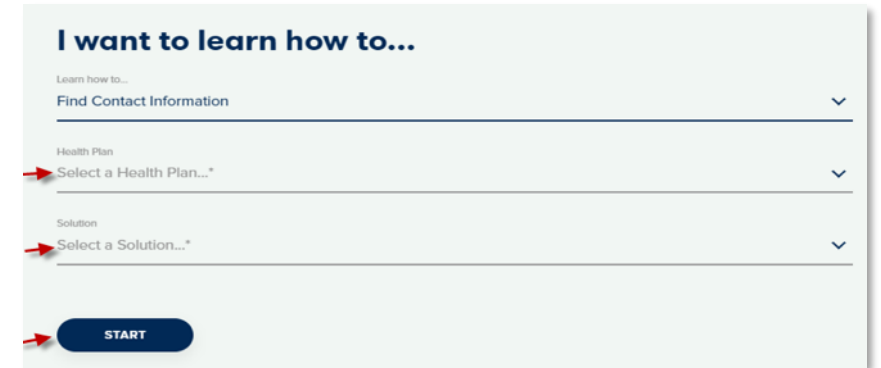 I want to learn how to...
Learn how to...
Find Contact Information
Health Plan
Select a Health Plan...*
Solution
Select a Solution...*
START